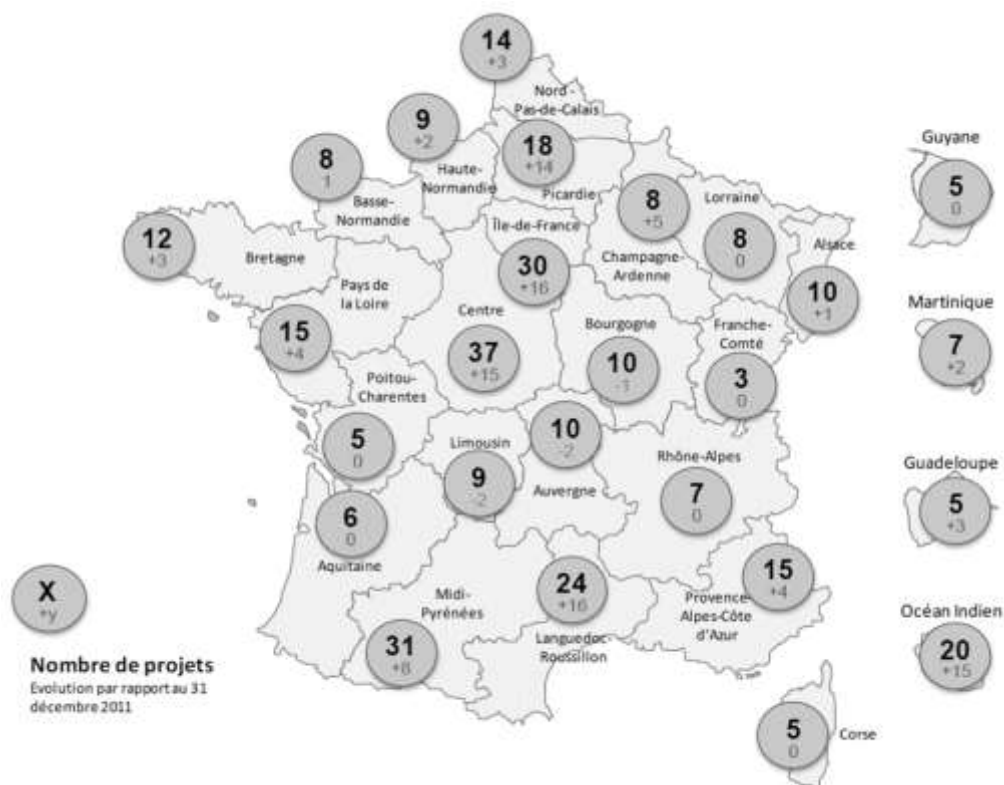 14
+3
Nord -
Pas-de-Calais
9
+2
18
+14
Haute-
Normandie
Picardie
8
1
Basse-
Normandie
8
+5
Lorraine
8
0
Guyane
5
0
12
+3
Bretagne
Île-de-France
30
+16
Champagne-
Ardenne
Alsace
10
+1
Pays de
la Loire
15
+4
Centre
37
+15
Bourgogne
10
-1
Franche-
Comté
3
0
Martinique
7
+2
Poitou-
Charentes
5
0
Limousin
9
-2
10
-2
Auvergne
Rhône-Alpes
7
0
Guadeloupe
5
+3
6
0
Aquitaine
X
+y
Midi-
Pyrénées
31
+8
24
+16
Languedoc-
Roussillon
15
+4
Provence-
Alpes-Côte
d'Azur
Océan Indien
20
+15
Nombre de projets
Evolution par rapport au 31
décembre 2011
5
0
Corse